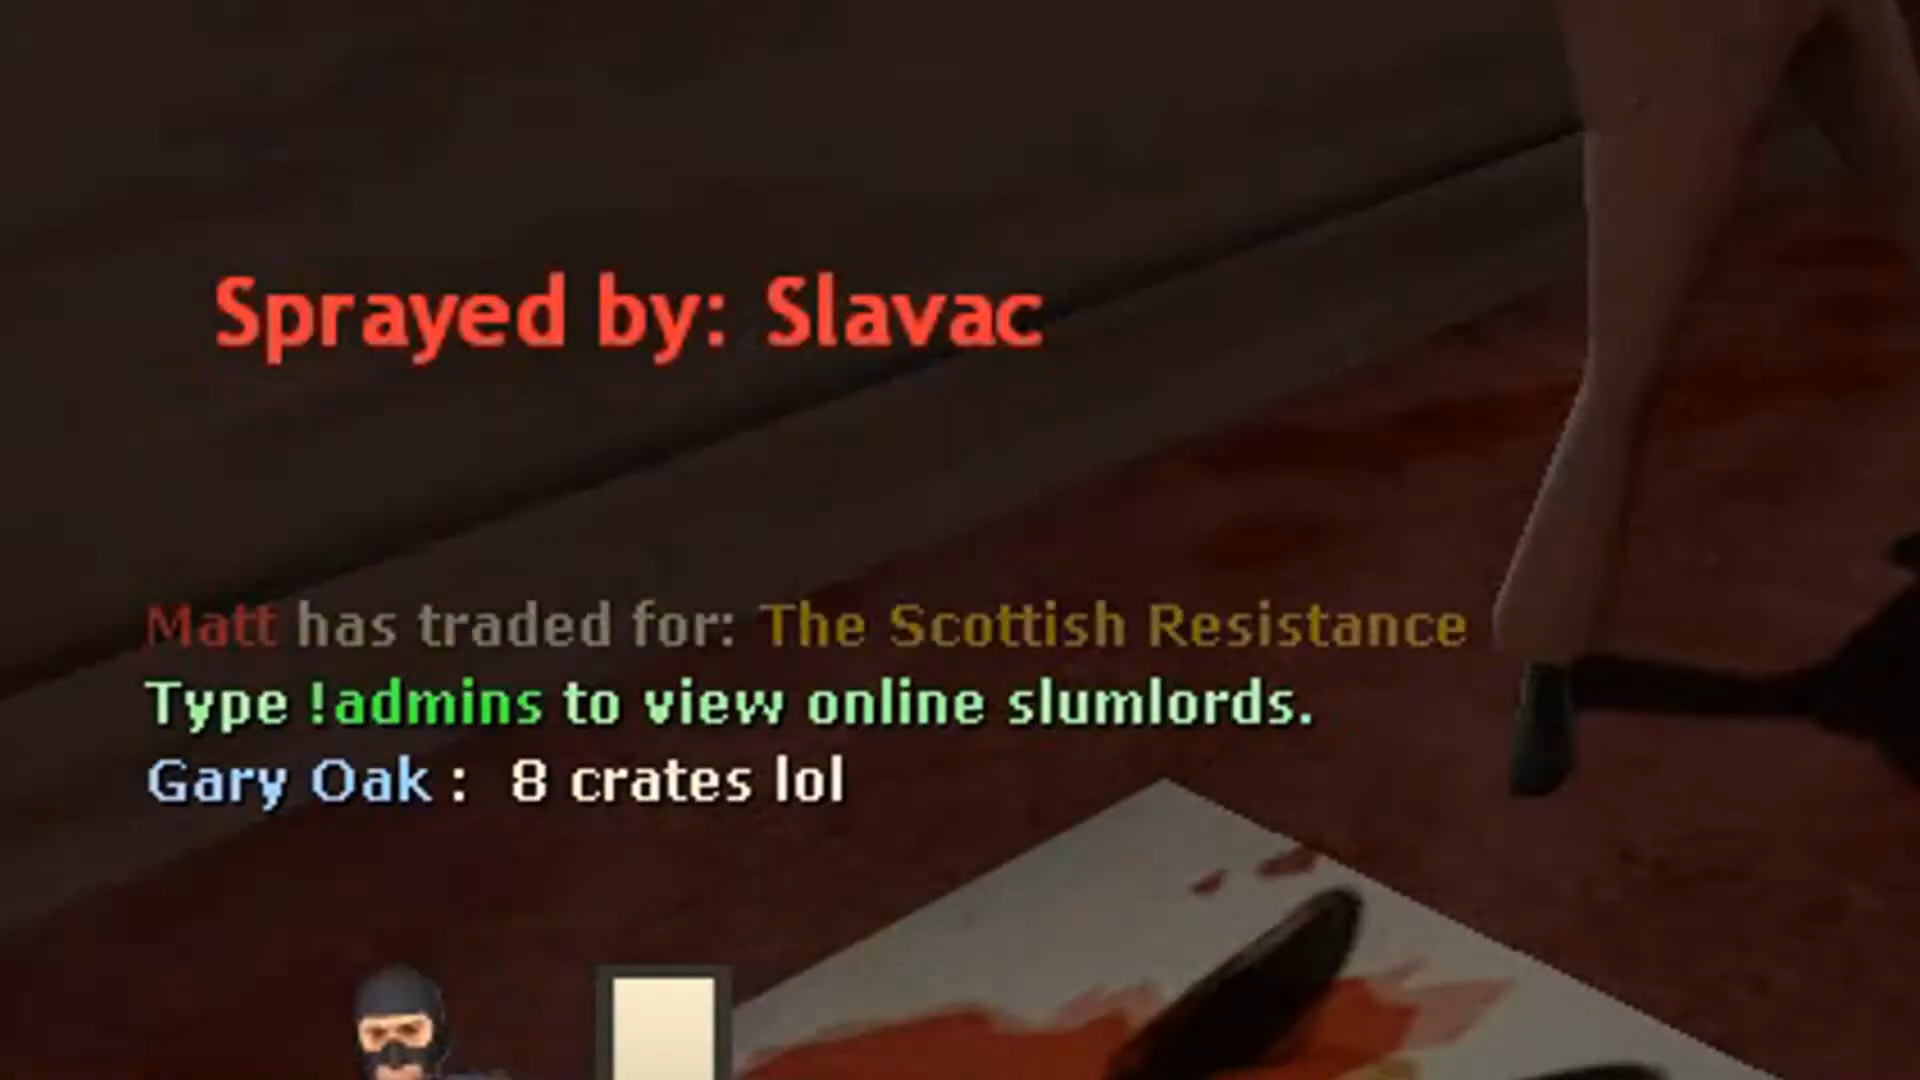 Sprayed by: Slavac
Matt has traded for: The Scottish Resistance
Type !admins to view online slumlords.
Gary Oak :  8 crates lol